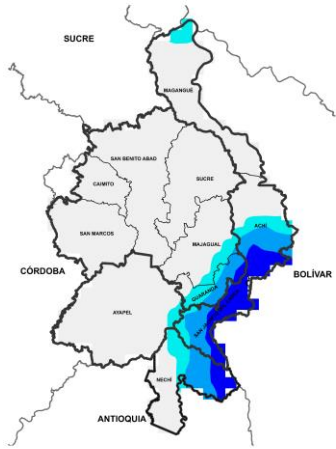 SUCRE
MAGANGUÉ
SAN BENITO ABAD
SUCRE
CAIMITO
ACHÍ
SAN MARCOS
MAJAGUAL
CÓRDOBA
BOLÍVAR
GUARANDA
AYAPEL
NECHÍ
ANTIOQUIA